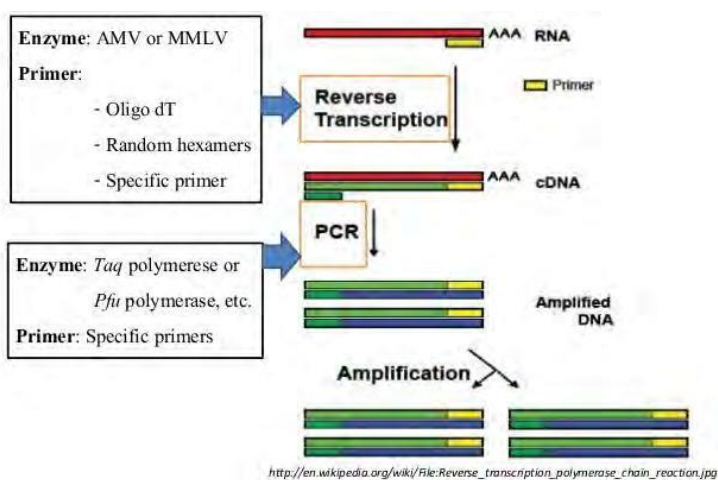 Enzyme: AMV or MMLV
Primer:
- Oligo dT
- Random hexamers
- Specific primer
AAA RNA
Primer
Reverse
Transcription
AAA cDNA
PCR
Enzyme: Taq polymerese or
Pfu polymerase, etc.
Primer: Specific primers
Amplified
DNA
Amplification
http://en.wikipedia.org/wiki/File:Reverse_transcription_polymerase_chain_reaction.jpg